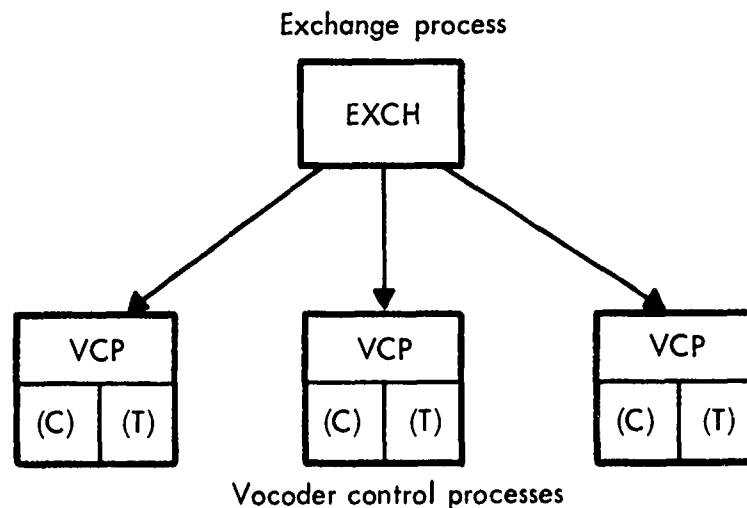 Exchange process
EXCH
VCP VCP VCP
(C) (T) (C) (T) (C) (T)
Vocoder control processes